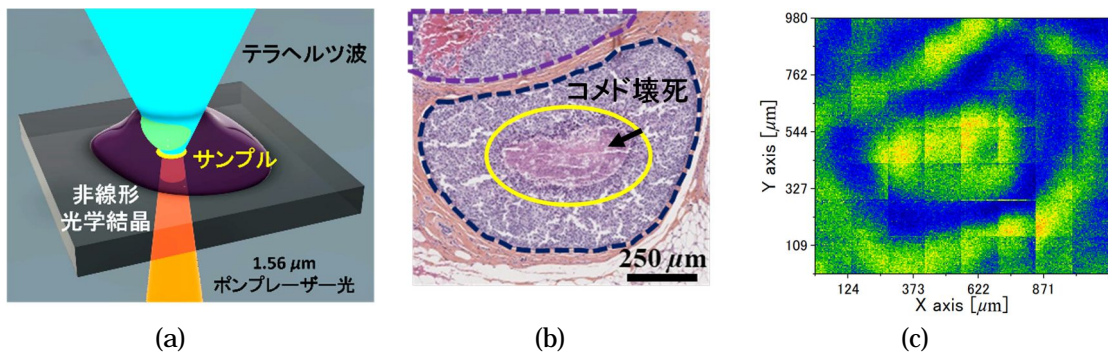 テラヘルツ波
サンプル
非線形
光学結晶
1.56 µm
ポンプレーザー光
(a)
コメド壊死
250 µm
(b)
980
762
544
327
109
Y axis [µm]
124 373 622 871
X axis [µm]
(c)